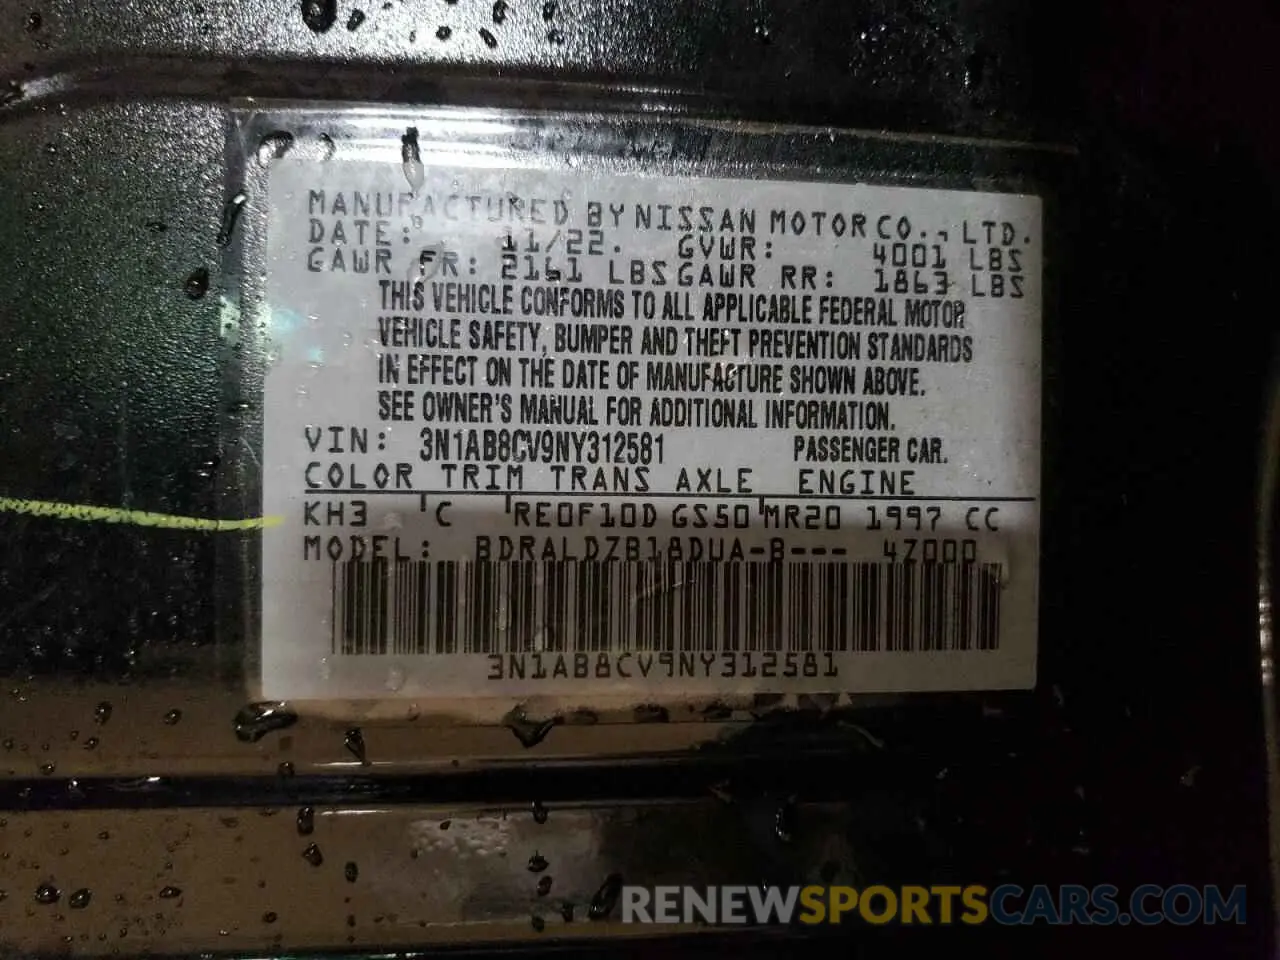 MANUFACTURED BY NISSAN MOTOR CO., LTD.
DATE: 11/22. GVWR: 4001 LBS
GAWR FR: 2161 LBS GAWR RR: 1863 LBS
THIS VEHICLE CONFORMS TO ALL APPLICABLE FEDERAL MOTOR
VEHICLE SAFETY, BUMPER AND THEFT PREVENTION STANDARDS
IN EFFECT ON THE DATE OF MANUFACTURE SHOWN ABOVE.
SEE OWNER'S MANUAL FOR ADDITIONAL INFORMATION.
VIN: 3N1AB8CV9NY312581 PASSENGER CAR.
COLOR TRIM TRANS AXLE ENGINE
KH3 C RE0F10D GS50 MR20 1997 CC
MODEL: BDRALDZB18DUA-B--- 4Z000
3N1AB8CV9NY312581
RENEWSPORTSCARS.COM